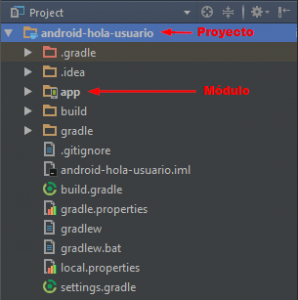 Project
android-hola-usuario
Proyecto
.gradle
.idea
app
Módulo
build
gradle
.gitignore
android-hola-usuario.iml
build.gradle
gradle.properties
gradlew
gradlew.bat
local.properties
settings.gradle